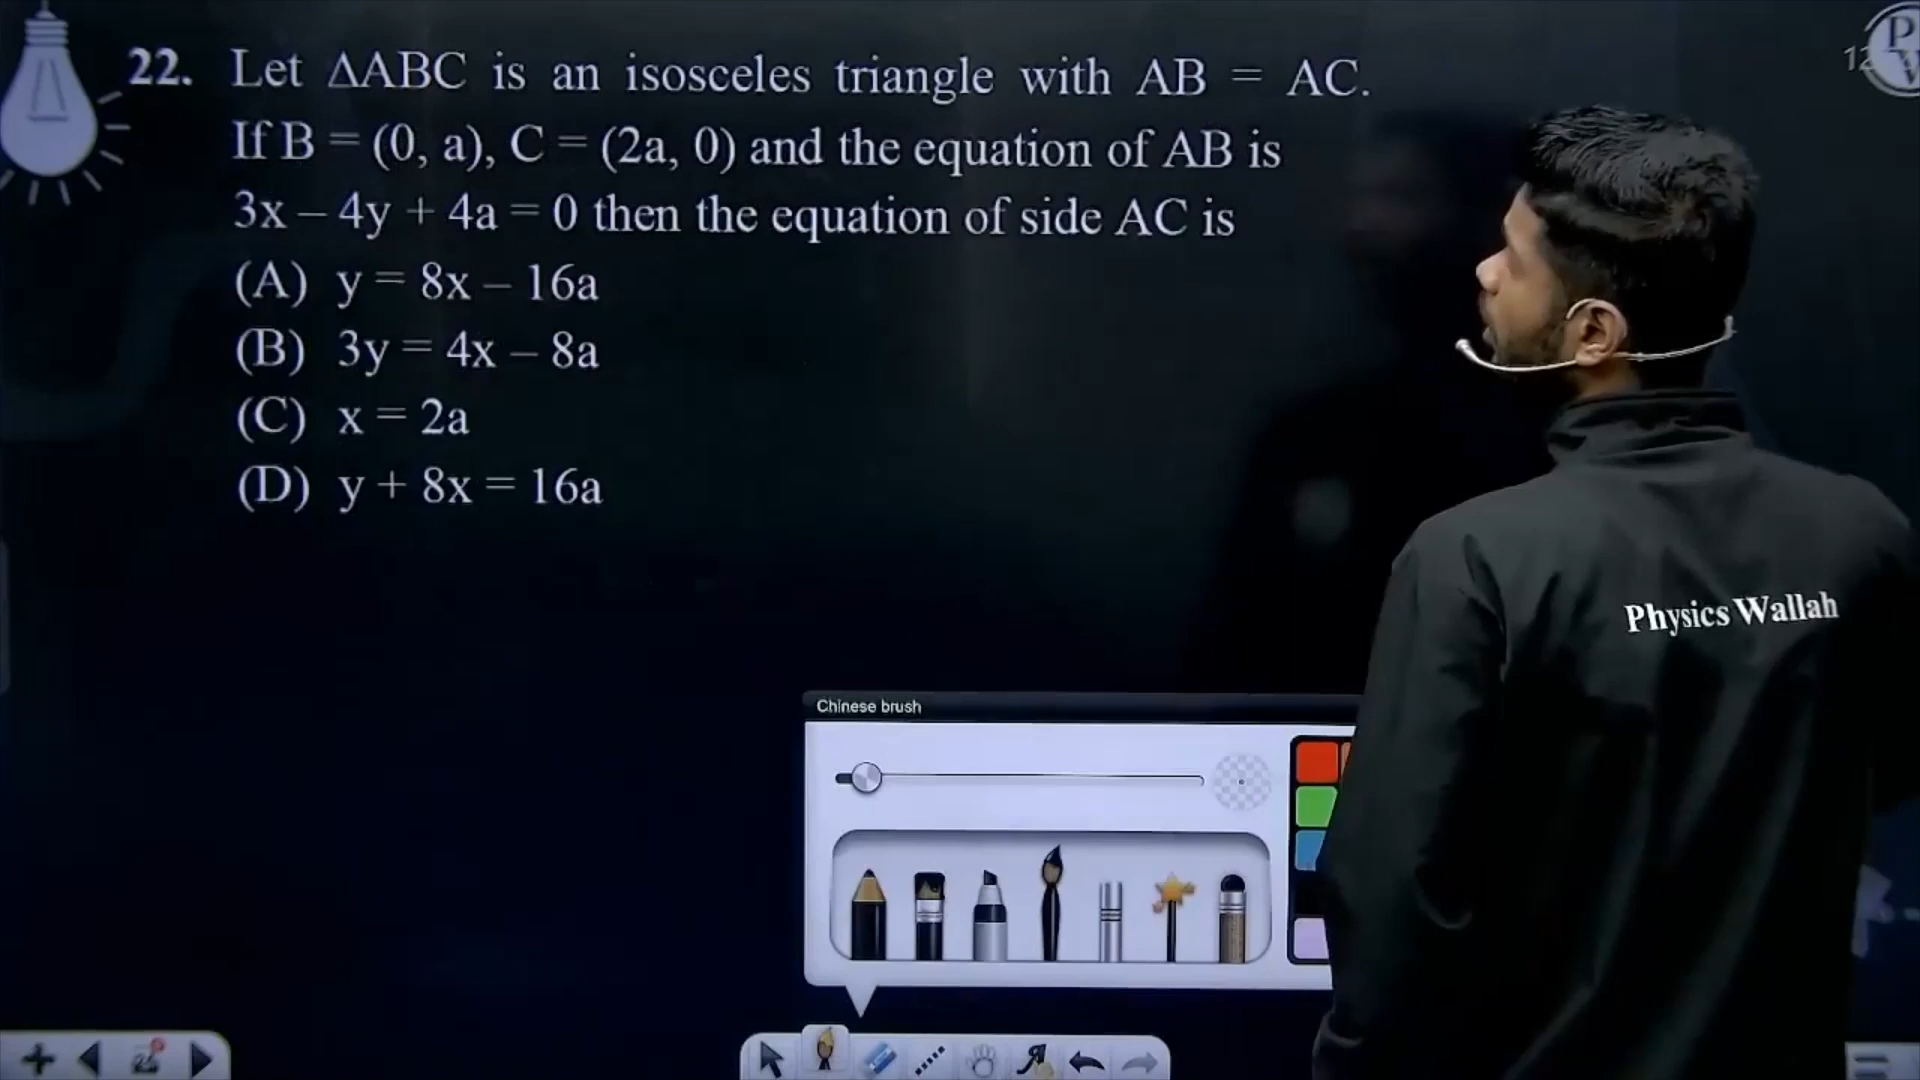 22. Let ΔABC is an isosceles triangle with AB = AC.
If B = (0, a), C = (2a, 0) and the equation of AB is
3x – 4y + 4a = 0 then the equation of side AC is
(A) y = 8x – 16a
(B) 3y = 4x – 8a
(C) x = 2a
(D) y + 8x = 16a
Physics Wallah
Chinese brush